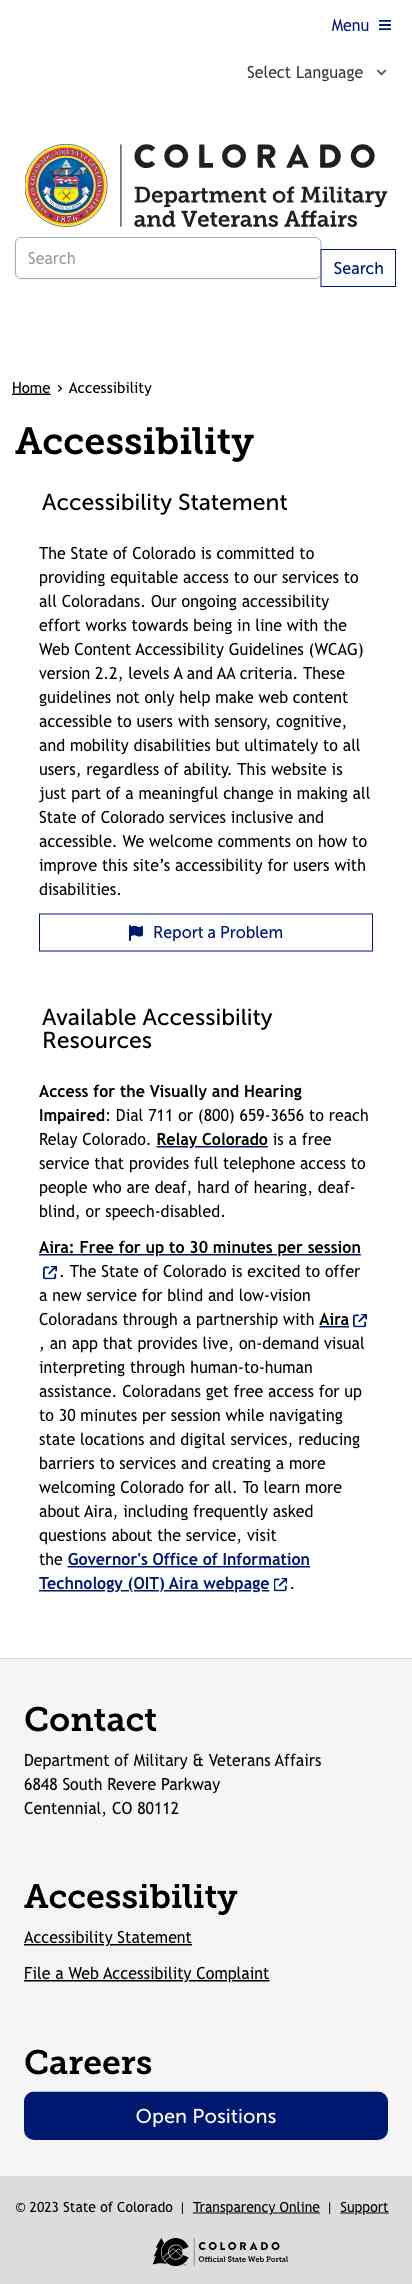 Menu
Select Language
COLORADO
Department of Military
and Veterans Affairs
1876
Search
Search
Home › Accessibility
Accessibility
Accessibility Statement
The State of Colorado is committed to
providing equitable access to our services to
all Coloradans. Our ongoing accessibility
effort works towards being in line with the
Web Content Accessibility Guidelines (WCAG)
version 2.2, levels A and AA criteria. These
guidelines not only help make web content
accessible to users with sensory, cognitive,
and mobility disabilities but ultimately to all
users, regardless of ability. This website is
just part of a meaningful change in making all
State of Colorado services inclusive and
accessible. We welcome comments on how to
improve this site’s accessibility for users with
disabilities.
Report a Problem
Available Accessibility
Resources
Access for the Visually and Hearing
Impaired: Dial 711 or (800) 659-3656 to reach
Relay Colorado. Relay Colorado is a free
service that provides full telephone access to
people who are deaf, hard of hearing, deaf-
blind, or speech-disabled.
Aira: Free for up to 30 minutes per session
. The State of Colorado is excited to offer
a new service for blind and low-vision
Coloradans through a partnership with Aira
, an app that provides live, on-demand visual
interpreting through human-to-human
assistance. Coloradans get free access for up
to 30 minutes per session while navigating
state locations and digital services, reducing
barriers to services and creating a more
welcoming Colorado for all. To learn more
about Aira, including frequently asked
questions about the service, visit
the Governor's Office of Information
Technology (OIT) Aira webpage.
Contact
Department of Military & Veterans Affairs
6848 South Revere Parkway
Centennial, CO 80112
Accessibility
Accessibility Statement
File a Web Accessibility Complaint
Careers
Open Positions
© 2023 State of Colorado | Transparency Online | Support
COLORADO
Official State Web Portal